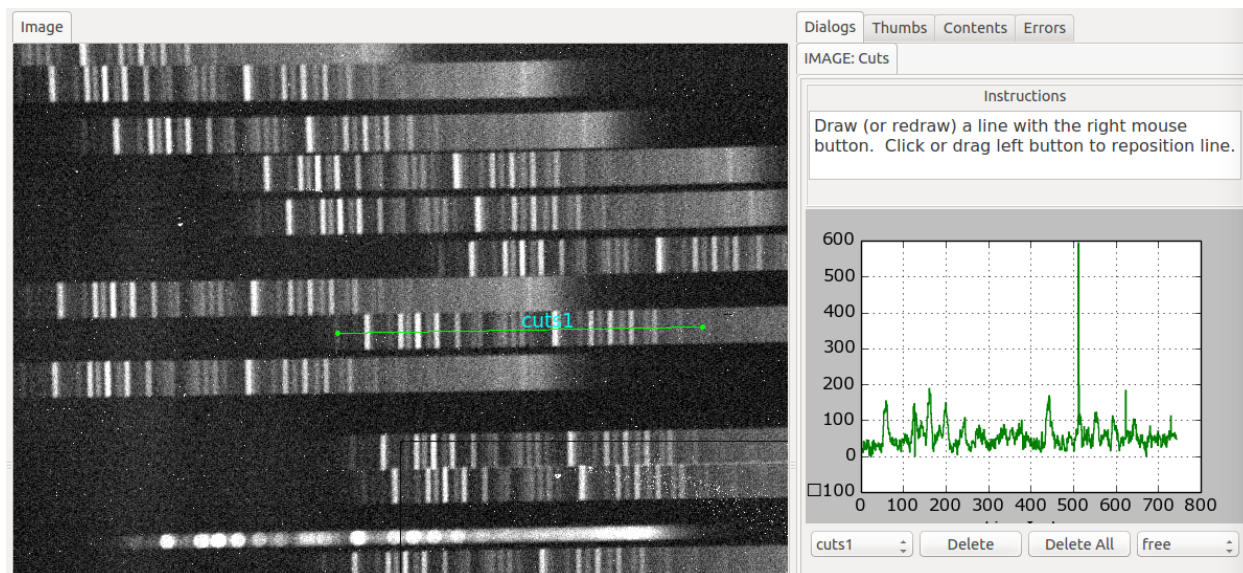 Image
Dialogs Thumbs Contents Errors
IMAGE: Cuts
Instructions
Draw (or redraw) a line with the right mouse
button. Click or drag left button to reposition line.
cuts1
600
500
400
300
200
100
0
100
0 100 200 300 400 500 600 700 800
cuts1 Delete Delete All free